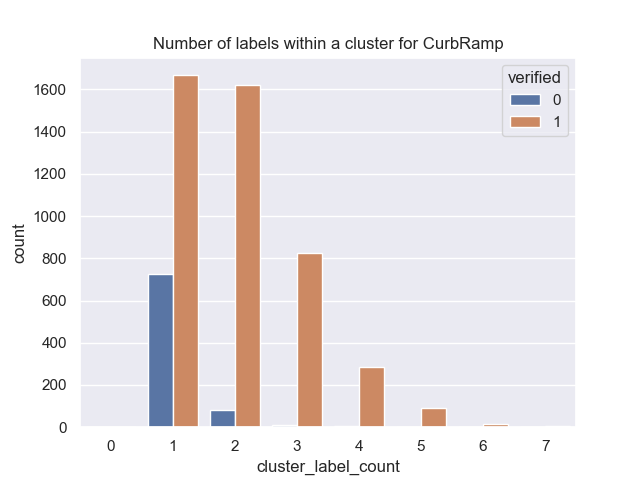 Number of labels within a cluster for CurbRamp
verified
0
1
1600
1400
1200
1000
800
600
400
200
0
count
0 1 2 3 4 5 6 7
cluster_label_count